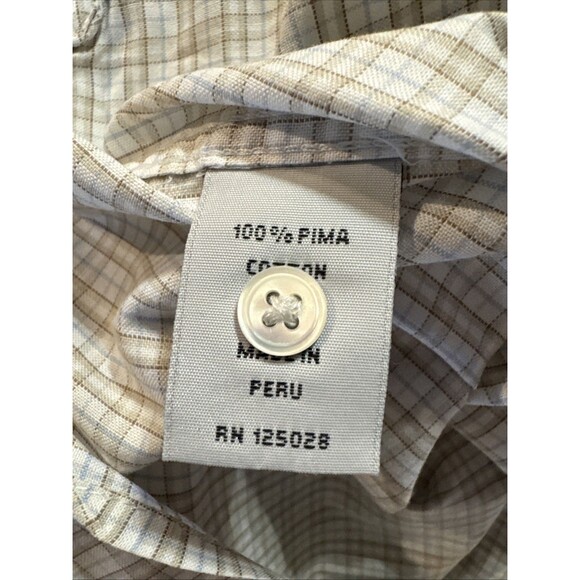 100% PIMA
COTTON
MADE IN
PERU
RN 125028